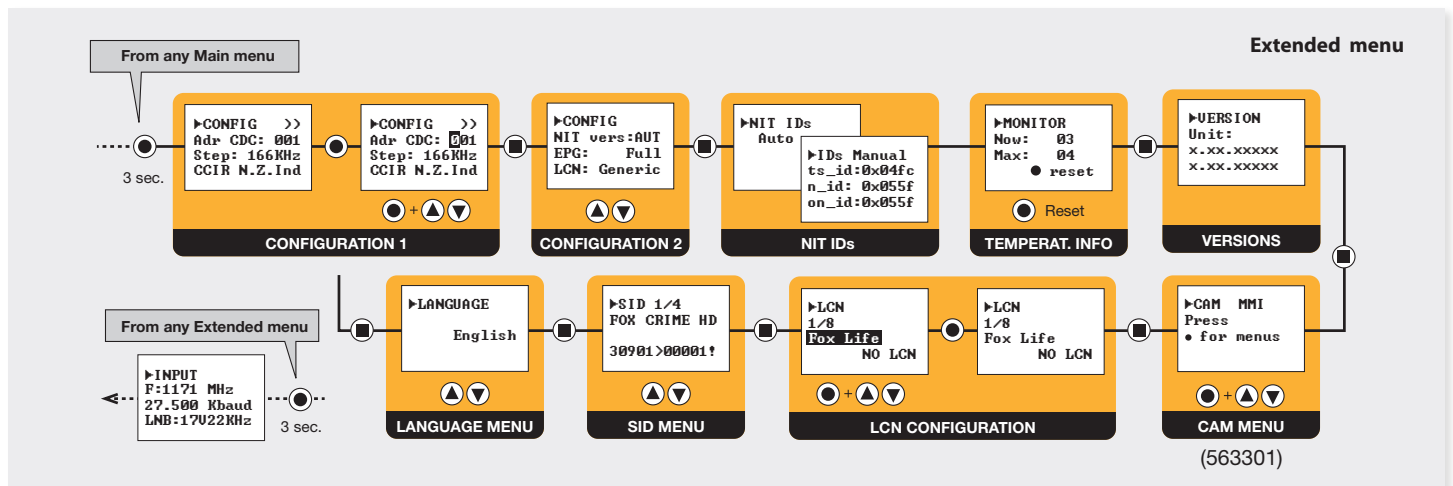 Extended menu
From any Main menu
3 sec.
►CONFIG >>
Adr CDC: 001
Step: 166KHz
CCIR N.Z.Ind
►CONFIG >>
Adr CDC: 001
Step: 166KHz
CCIR N.Z.Ind
+
CONFIGURATION 1
►CONFIG
NIT vers:AUT
EPG: Full
LCN: Generic
CONFIGURATION 2
►NIT IDs
Auto
►IDs Manual
ts_id:0x04fc
n_id: 0x055f
on_id:0x055f
NIT IDs
►MONITOR
Now: 03
Max: 04
● reset
Reset
TEMPERAT. INFO
►VERSION
Unit:
x.xx.xxxxx
x.xx.xxxxx
VERSIONS
From any Extended menu
►INPUT
F:1171 MHz
27.500 Kbaud
LNB:17V22KHz
3 sec.
►LANGUAGE
English
LANGUAGE MENU
►SID 1/4
FOX CRIME HD
30901>00001!
SID MENU
►LCN
1/8
Fox Life
NO LCN
+
►LCN
1/8
Fox Life
NO LCN
LCN CONFIGURATION
►CAM MMI
Press
● for menus
+
CAM MENU
(563301)